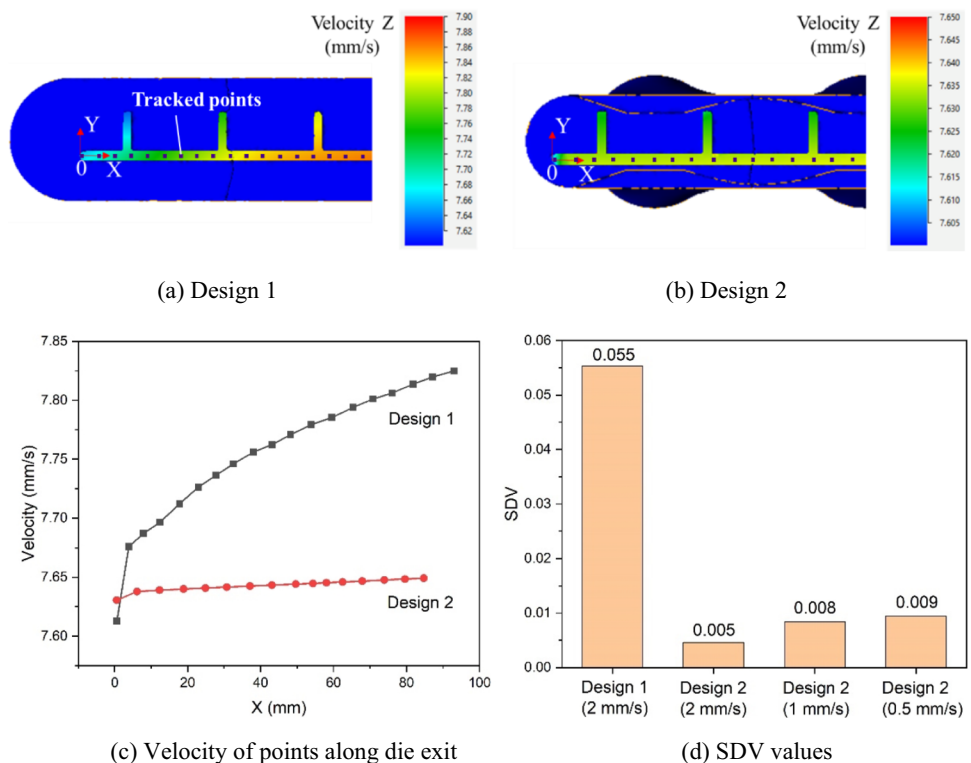 Velocity Z
(mm/s)
7.90
7.88
7.86
7.84
7.82
7.80
7.78
7.76
7.74
7.72
7.70
7.68
7.66
7.64
7.62
Tracked points
Y
0
X
(a) Design 1
Velocity Z
(mm/s)
7.650
7.645
7.640
7.635
7.630
7.625
7.620
7.615
7.610
7.605
Y
0
X
(b) Design 2
7.85
7.80
7.75
7.70
7.65
7.60
Velocity (mm/s)
Design 1
Design 2
0 20 40 60 80 100
X (mm)
(c) Velocity of points along die exit
0.06
0.05
0.04
0.03
0.02
0.01
0.00
SDV
0.055
0.005
0.008
0.009
Design 1 Design 2 Design 2 Design 2
(2 mm/s) (2 mm/s) (1 mm/s) (0.5 mm/s)
(d) SDV values